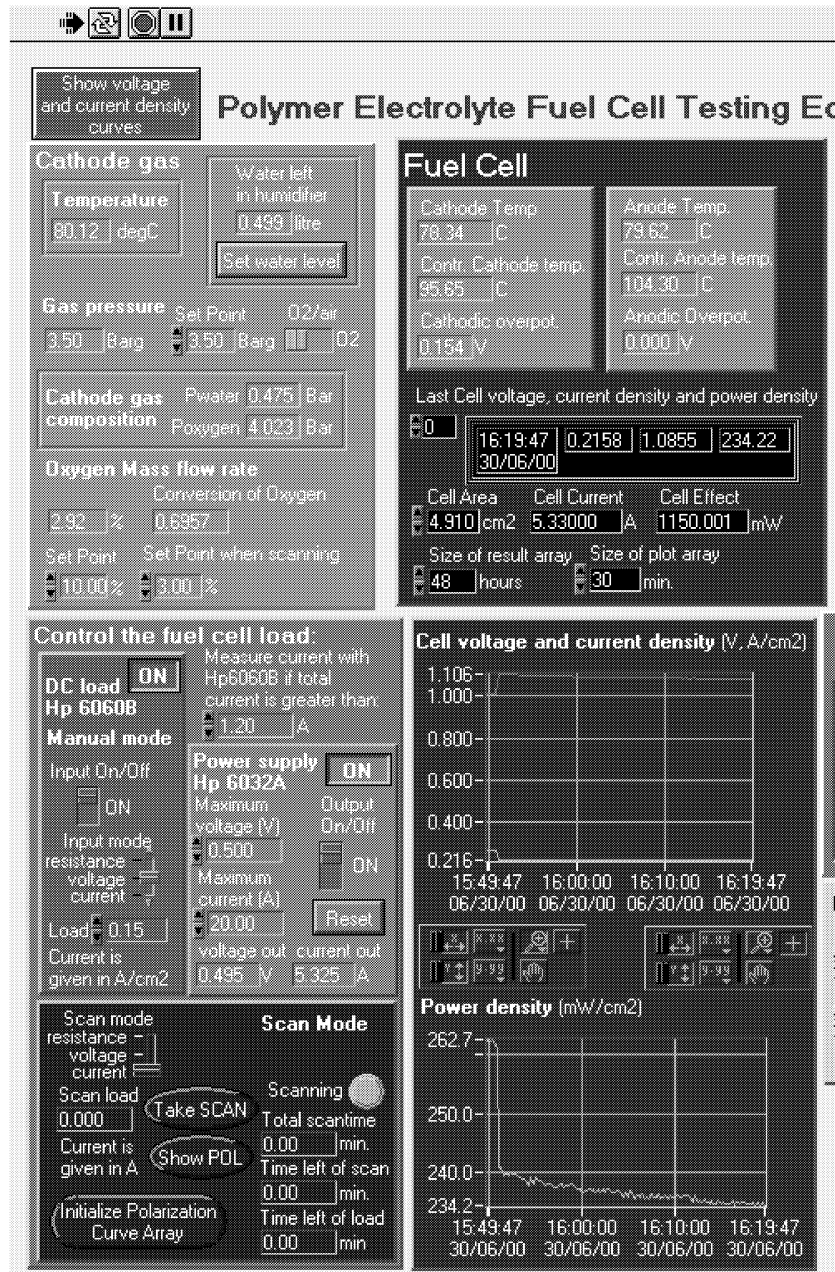 Show voltage
and current density
curves
Polymer Electrolyte Fuel Cell Testing Ec
Cathode gas
Temperature
80.12 degC
Water left
in humidifier
0.499 litre
Set water level
Gas pressure Set Point O2/air
3.50 Barg 3.50 Barg O2
Cathode gas
composition
Pwater 0.475 Bar
Poxygen 4.023 Bar
Oxygen Mass flow rate
Conversion of Oxygen
2.92 % 0.6957
Set Point Set Point when scanning
10.00 % 3.00 %
Fuel Cell
Cathode Temp
78.34 C
Contr. Cathode temp.
95.65 C
Cathodic overpot.
0.154 V
Anode Temp.
79.62 C
Contr. Anode temp.
104.30 C
Anodic Overpot.
0.000 V
Last Cell voltage, current density and power density
0
16:19:47 0.2158 1.0855 234.22
30/06/00
Cell Area Cell Current Cell Effect
4.910 cm2 5.33000 A 1150.001 mW
Size of result array Size of plot array
48 hours 30 min.
Control the fuel cell load:
DC load ON
Hp 6060B
Manual mode
Input On/Off
ON
Input mode
resistance
voltage
current
Load 0.15
Current is
given in A/cm2
Measure current with
Hp6060B if total
current is greater than:
1.20 A
Power supply
Hp 6032A
ON
Maximum
voltage (V)
0.500
Output
On/Off
ON
Maximum
current (A)
20.00
Reset
voltage out current out
0.495 V 5.325 A
Scan mode
resistance
voltage
current
Scan Mode
Scan load
0.000
Take SCAN
Scanning
Current is
given in A
Show POL
Total scantime
0.00 min.
Time left of scan
0.00 min.
Initialize Polarization
Curve Array
Time left of load
0.00 min
Cell voltage and current density (V, A/cm2)
1.106
1.000
0.800
0.600
0.400
0.216
15:49:47 16:00:00 16:10:00 16:19:47
06/30/00 06/30/00 06/30/00 06/30/00
Power density (mW/cm2)
262.7
250.0
240.0
234.2
15:49:47 16:00:00 16:10:00 16:19:47
30/06/00 30/06/00 30/06/00 30/06/00